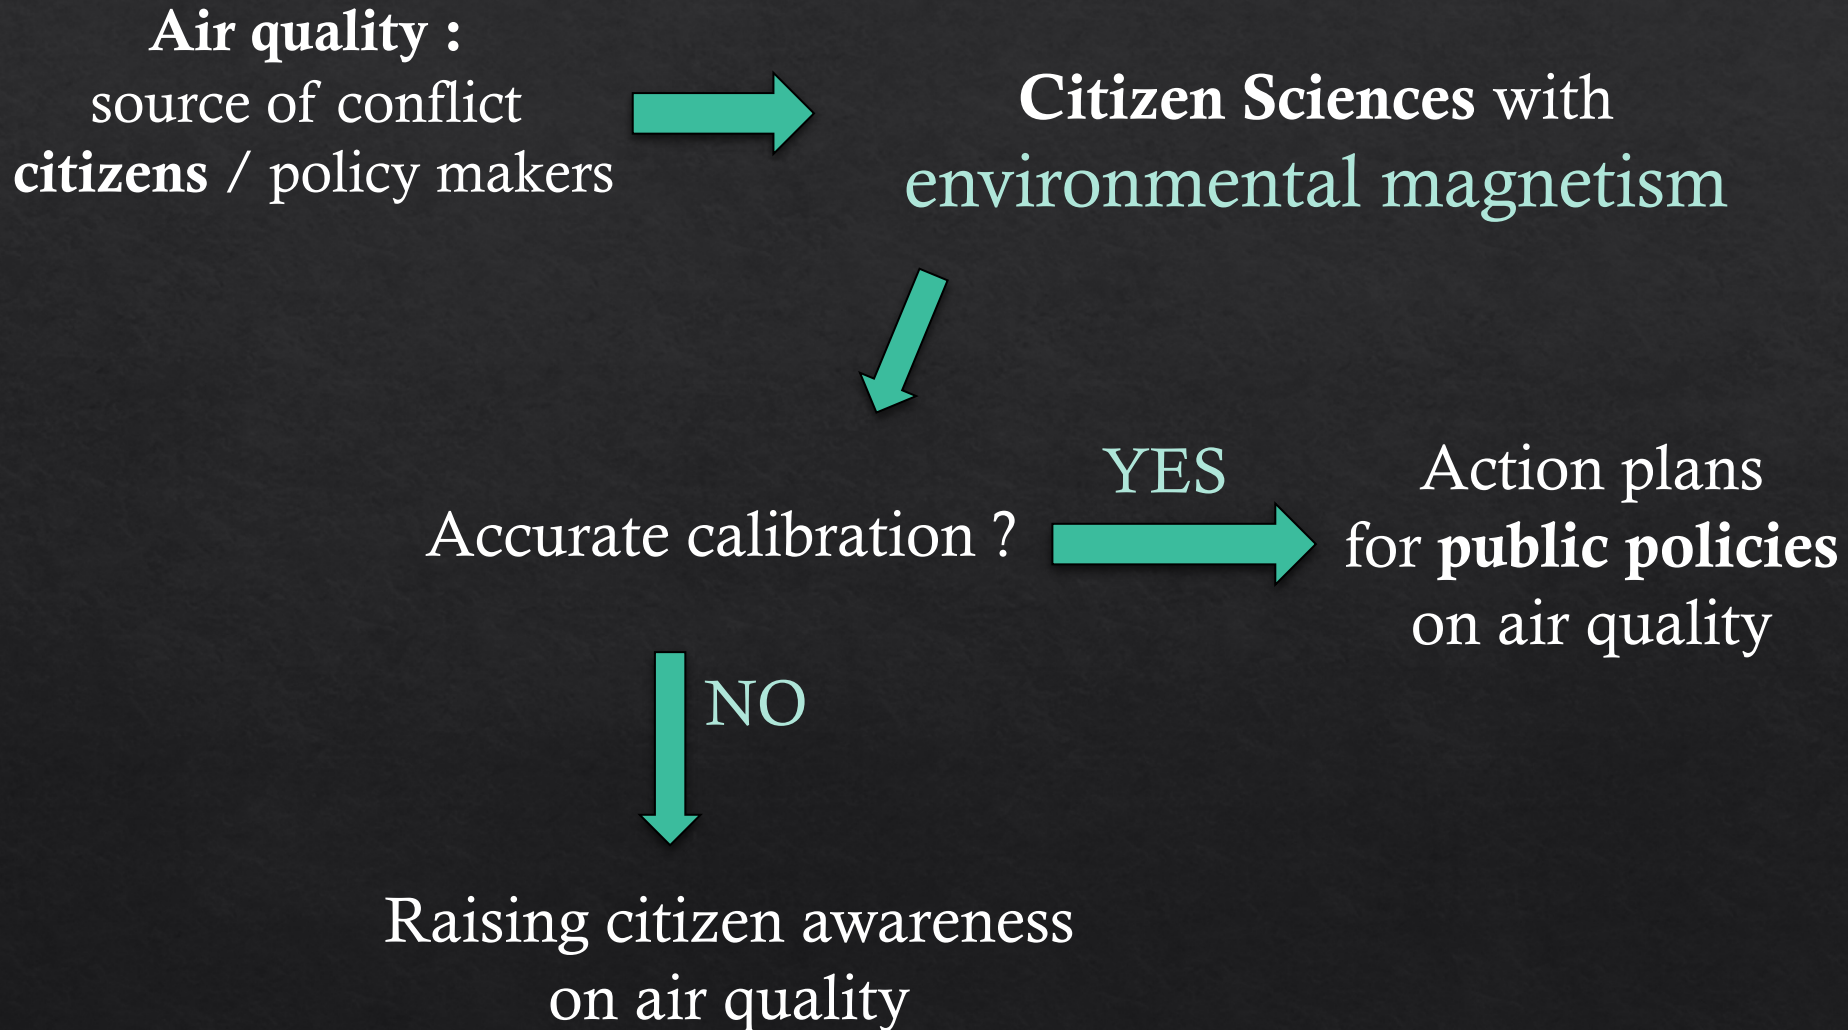 Air quality :
source of conflict
citizens / policy makers
Citizen Sciences with
environmental magnetism
Accurate calibration ?
YES
Action plans
for public policies
on air quality
NO
Raising citizen awareness
on air quality